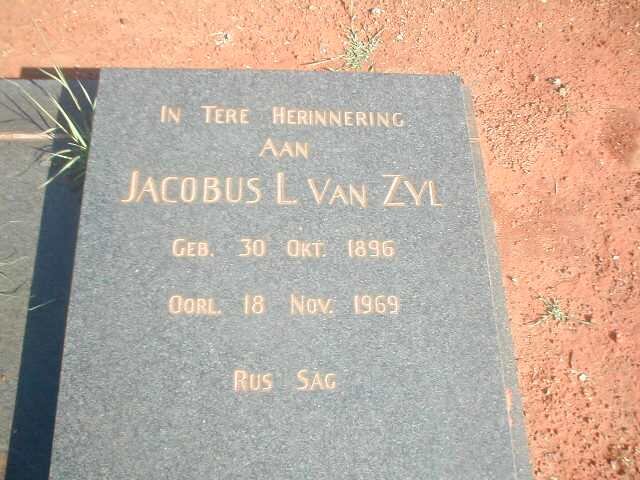 In Tere Herinnering
Aan
Jacobus L. Van Zyl
Geb. 30 Okt. 1896
Oorl. 18 Nov. 1969
Rus Sag